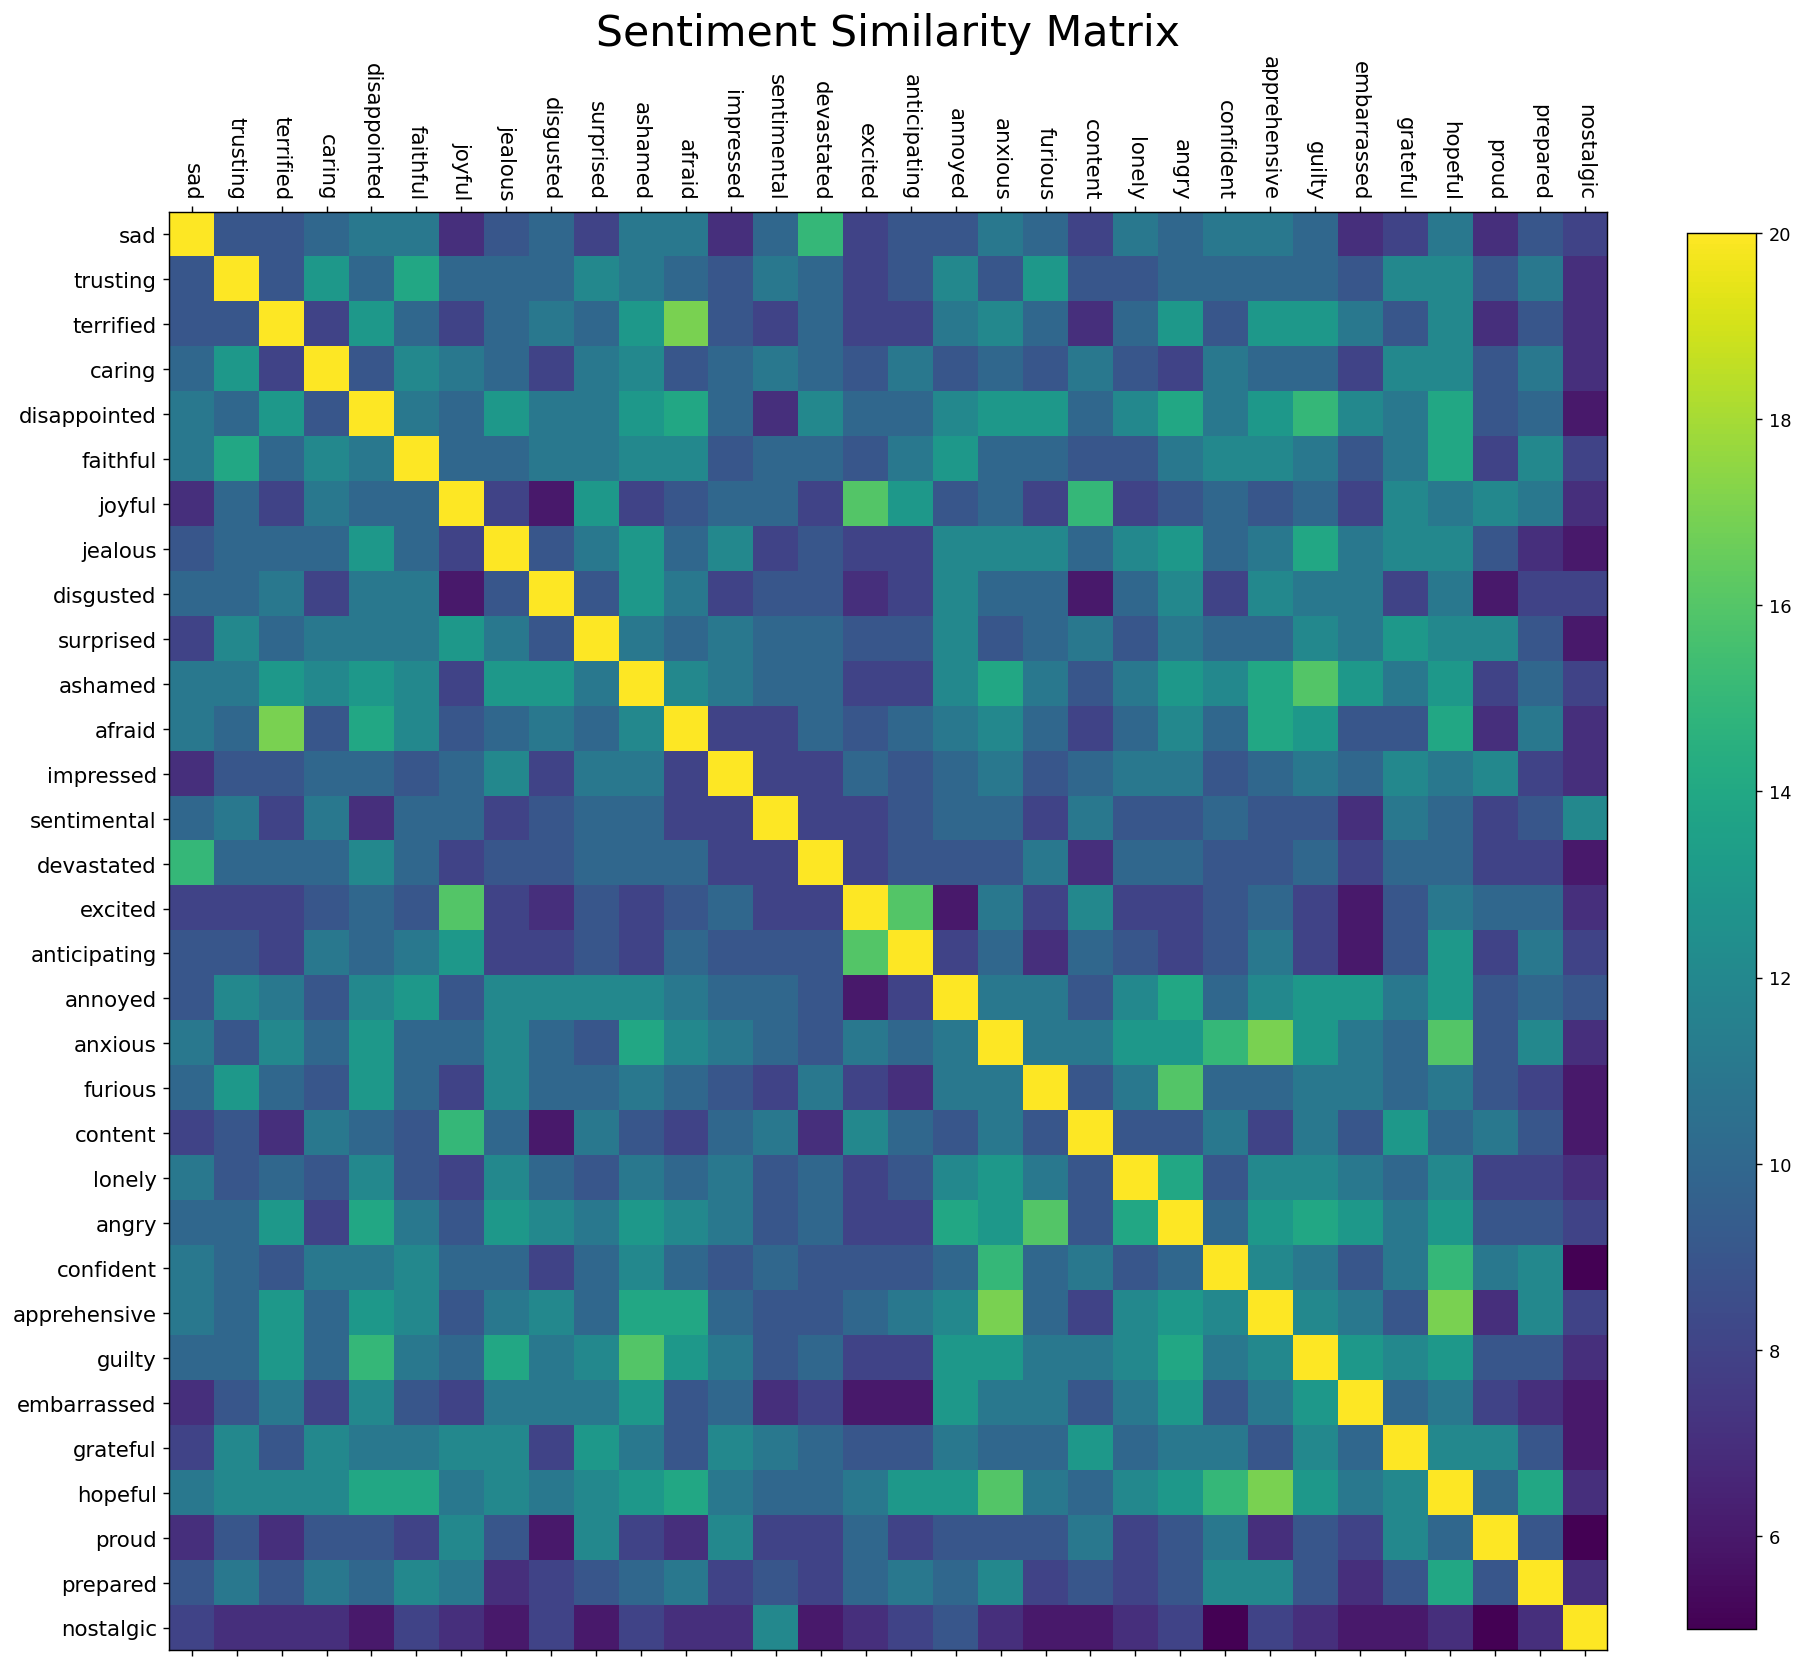 Sentiment Similarity Matrix
sad
trusting
terrified
caring
disappointed
faithful
joyful
jealous
disgusted
surprised
ashamed
afraid
impressed
sentimental
devastated
excited
anticipating
annoyed
anxious
furious
content
lonely
angry
confident
apprehensive
guilty
embarrassed
grateful
hopeful
proud
prepared
nostalgic
sad
trusting
terrified
caring
disappointed
faithful
joyful
jealous
disgusted
surprised
ashamed
afraid
impressed
sentimental
devastated
excited
anticipating
annoyed
anxious
furious
content
lonely
angry
confident
apprehensive
guilty
embarrassed
grateful
hopeful
proud
prepared
nostalgic
20
18
16
14
12
10
8
6